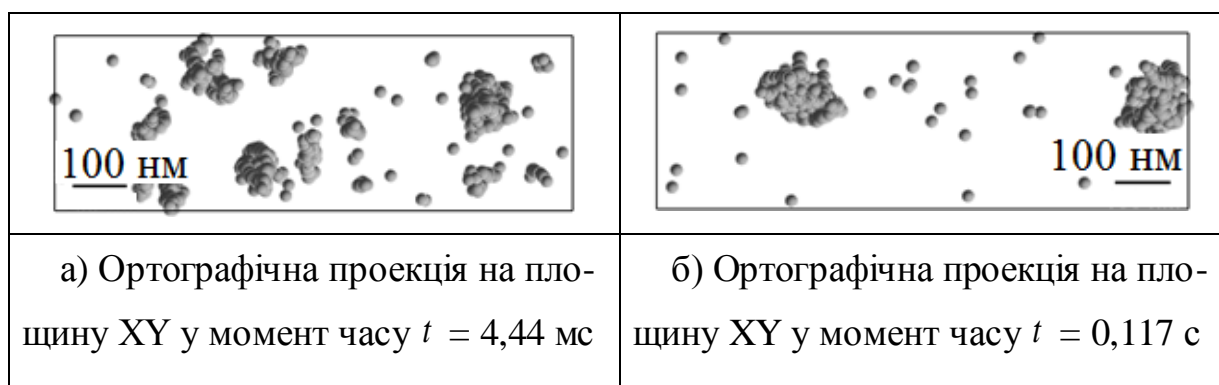 100 нм
100 нм
а) Ортографічна проекція на пло-
щину XY у момент часу t = 4,44 мс
б) Ортографічна проекція на пло-
щину XY у момент часу t = 0,117 с